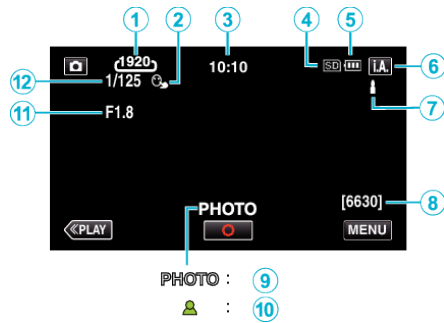 1 2 3 4 5
1920 10:10 SD i.A. 6
12 1/125 7
11 F1.8
[6630] 8
PHOTO
≪PLAY MENU
PHOTO : 9
: 10